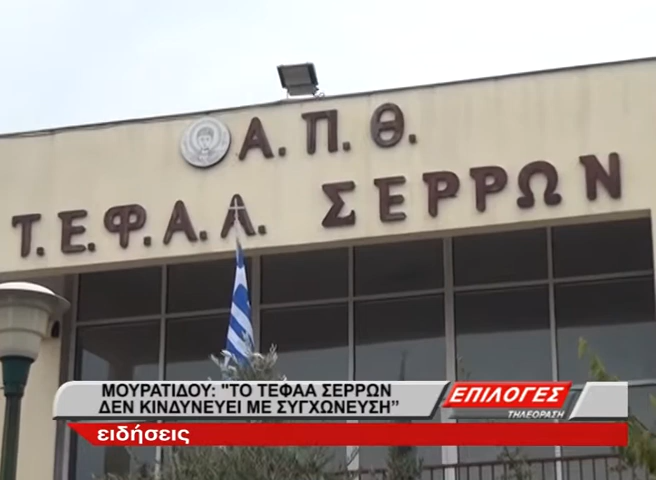 Α.Π.Θ.
Τ.Ε.Φ.Α.Α. ΣΕΡΡΩΝ
ΜΟΥΡΑΤΙΔΟΥ: "ΤΟ ΤΕΦΑΑ ΣΕΡΡΩΝ
ΔΕΝ ΚΙΝΔΥΝΕΥΕΙ ΜΕ ΣΥΓΧΩΝΕΥΣΗ”
ΕΠΙΛΟΓΕΣ
ΤΗΛΕΟΡΑΣΗ
ειδήσεις